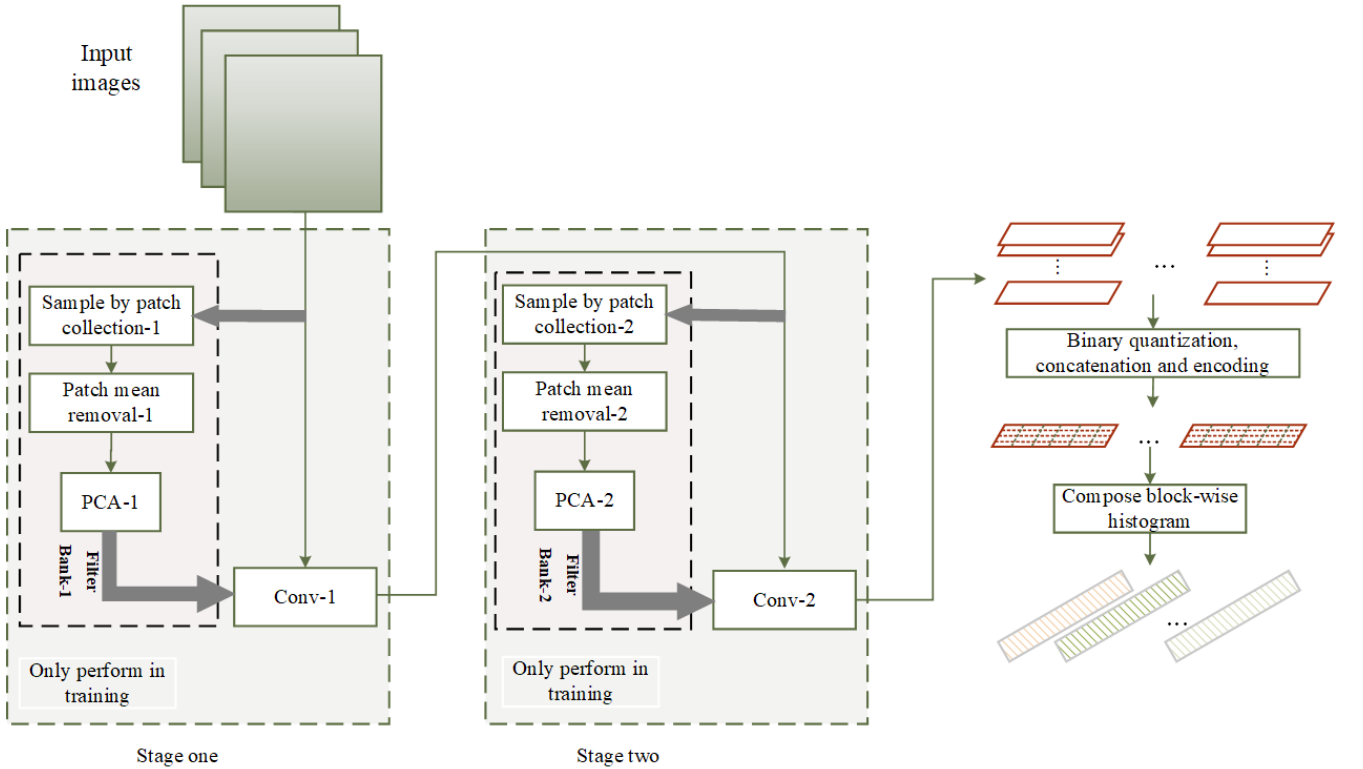 Input
images
Sample by patch
collection-1
Patch mean
removal-1
PCA-1
Filter
Bank-1
Conv-1
Only perform in
training
Stage one
Sample by patch
collection-2
Patch mean
removal-2
PCA-2
Filter
Bank-2
Conv-2
Only perform in
training
Stage two
...
Binary quantization,
concatenation and encoding
...
Compose block-wise
histogram
...